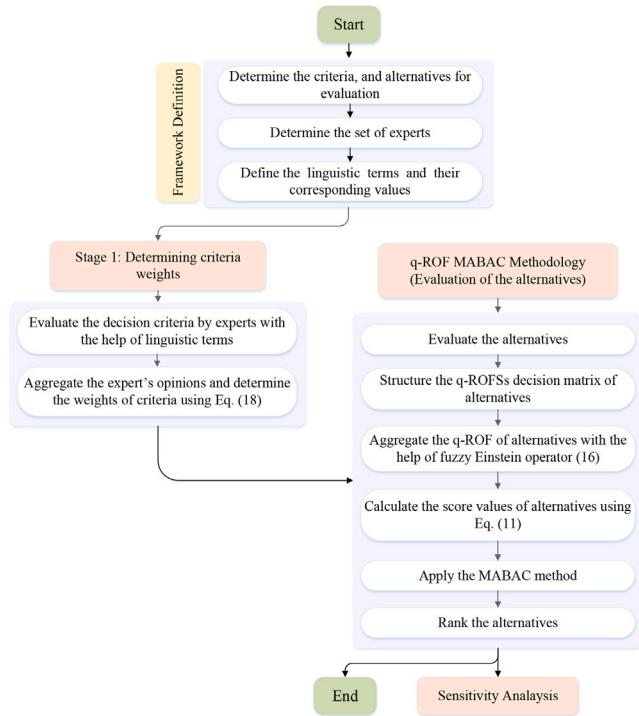 Start
Framework Definition
Determine the criteria, and alternatives for
evaluation
Determine the set of experts
Define the linguistic terms and their
corresponding values
Stage 1: Determining criteria
weights
Evaluate the decision criteria by experts with
the help of linguistic terms
Aggregate the expert's opinions and determine
the weights of criteria using Eq. (18)
q-ROF MABAC Methodology
(Evaluation of the alternatives)
Evaluate the alternatives
Structure the q-ROFSs decision matrix of
alternatives
Aggregate the q-ROF of alternatives with the
help of fuzzy Einstein operator (16)
Calculate the score values of alternatives using
Eq. (11)
Apply the MABAC method
Rank the alternatives
End
Sensitivity Analaysis